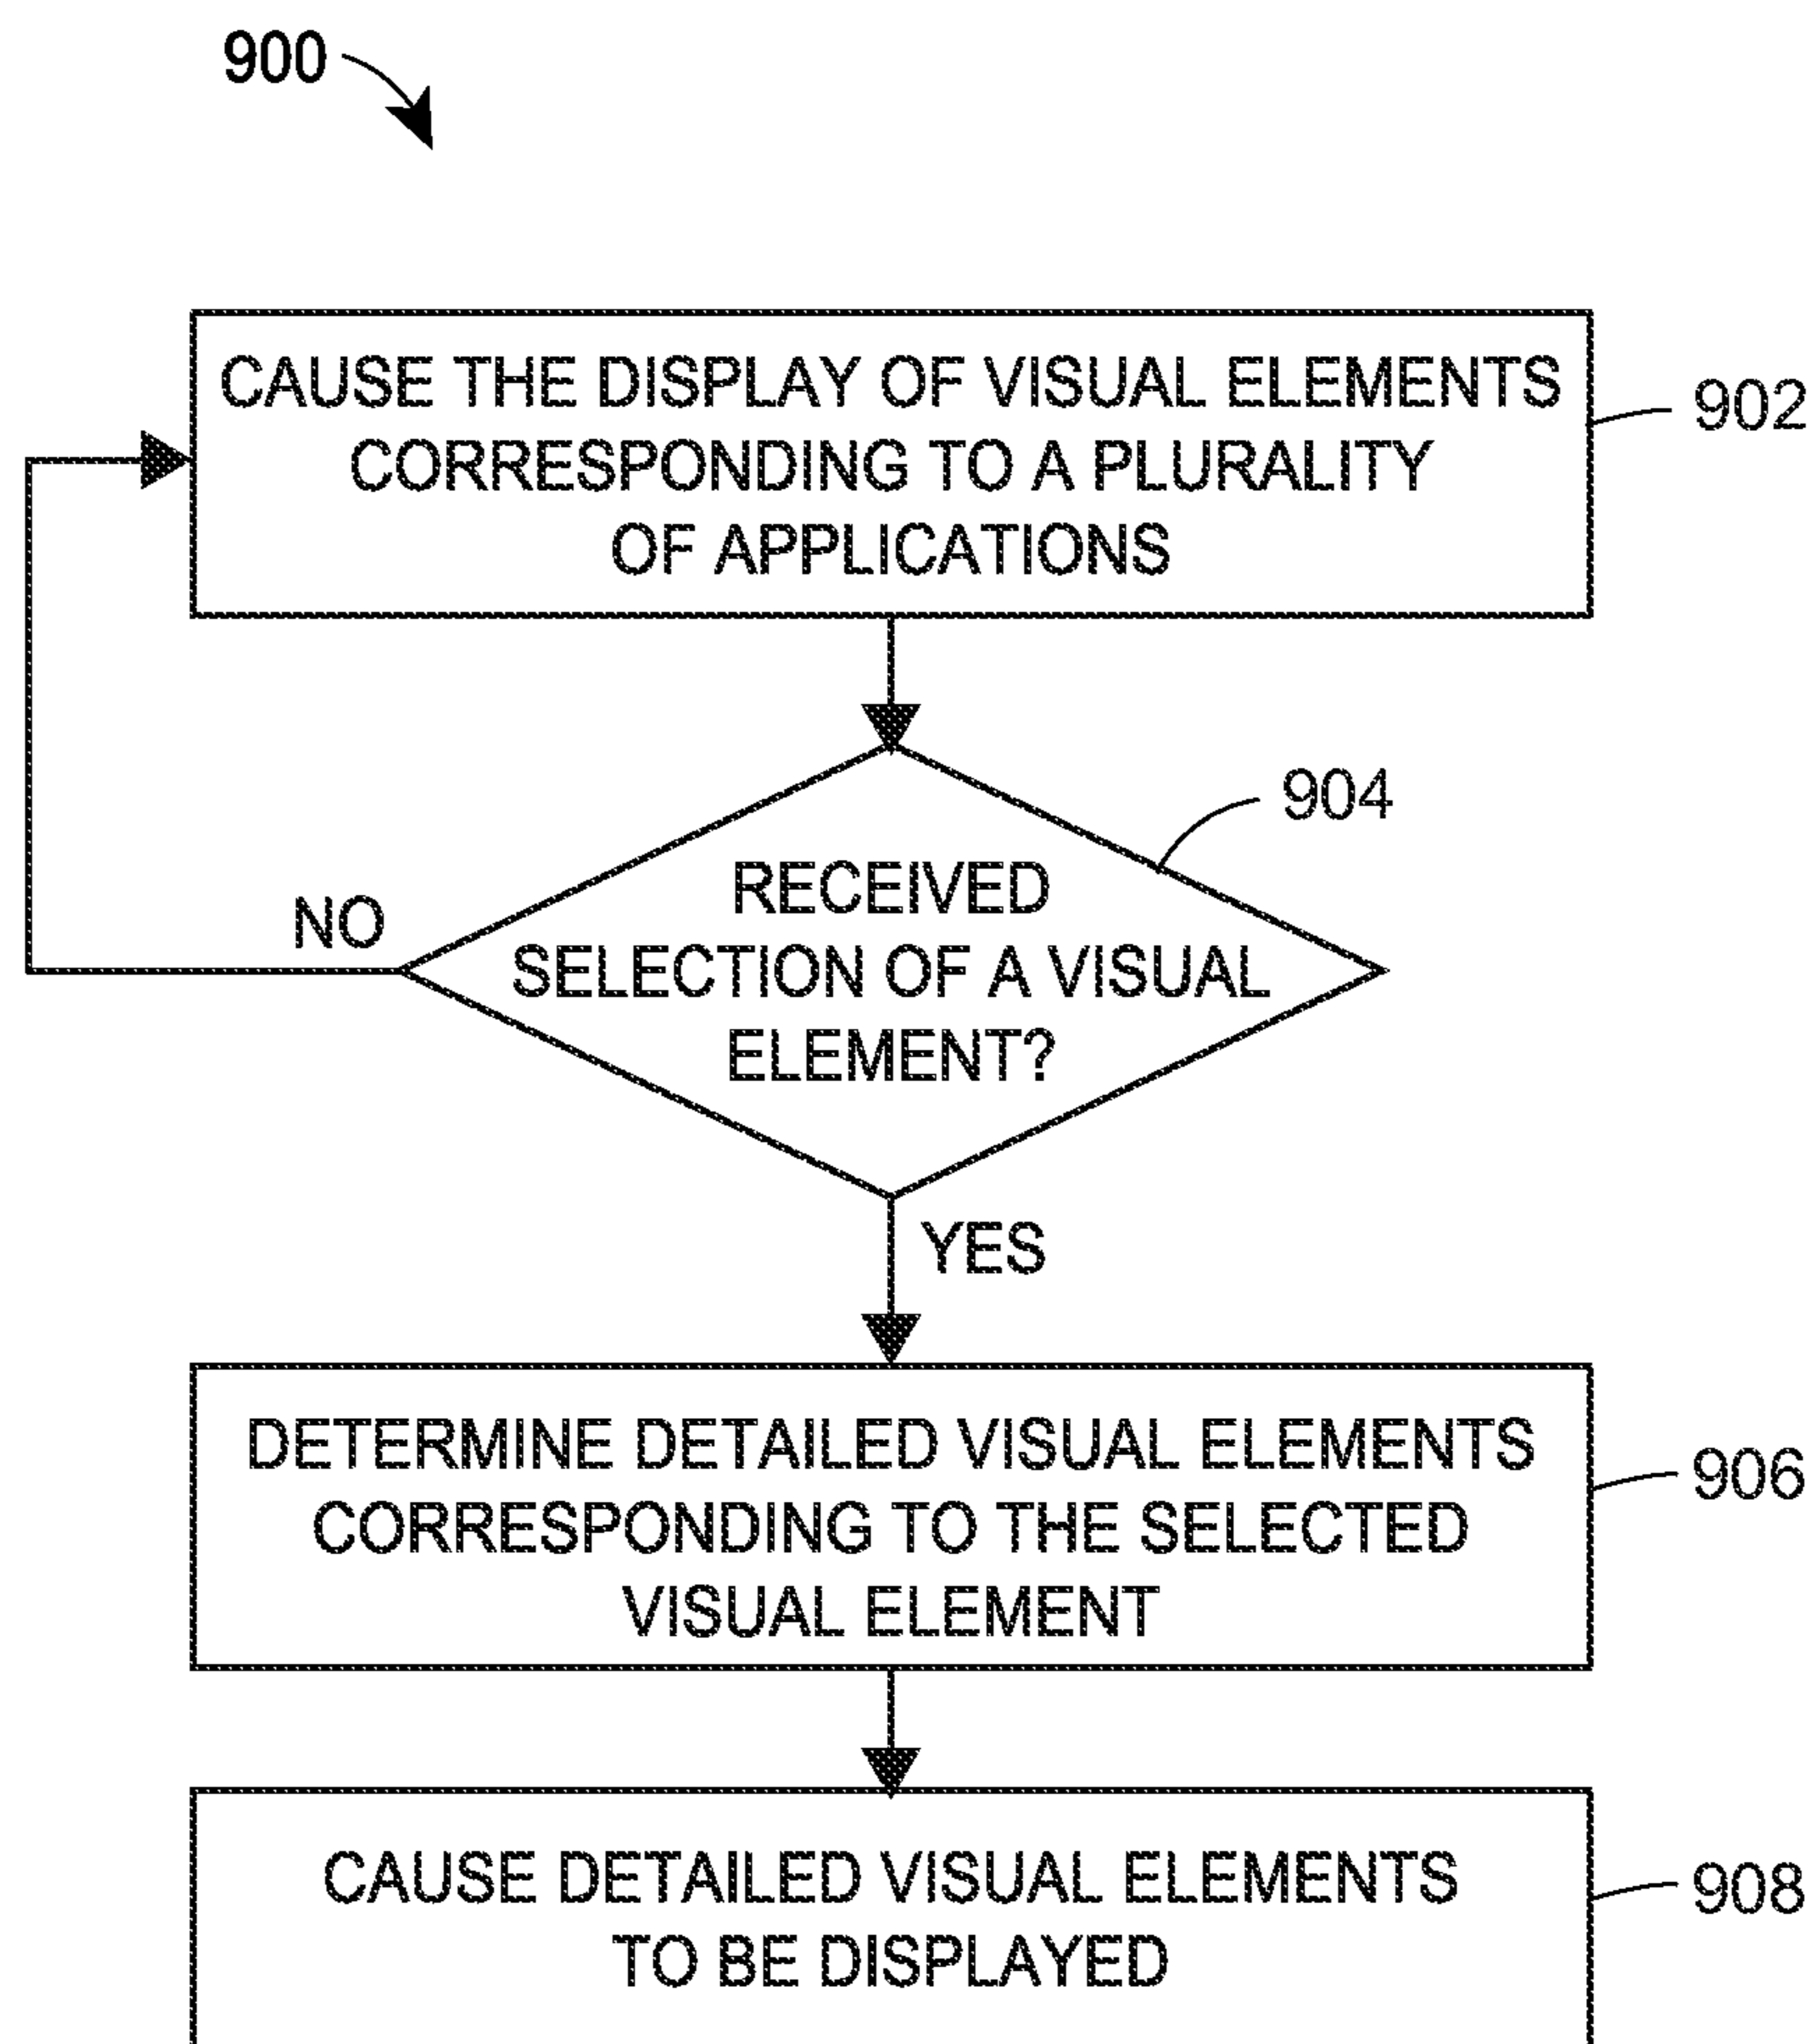 900
CAUSE THE DISPLAY OF VISUAL ELEMENTS
CORRESPONDING TO A PLURALITY
OF APPLICATIONS
902
904
RECEIVED
SELECTION OF A VISUAL
ELEMENT?
NO
YES
DETERMINE DETAILED VISUAL ELEMENTS
CORRESPONDING TO THE SELECTED
VISUAL ELEMENT
906
CAUSE DETAILED VISUAL ELEMENTS
TO BE DISPLAYED
908